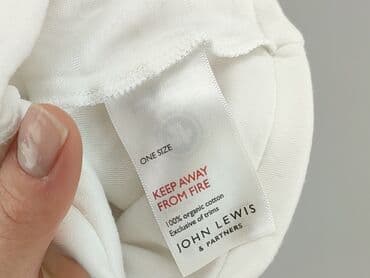 ONE SIZE
KEEP AWAY
FROM FIRE
100% organic cotton
Exclusive of trims
JOHN LEWIS
& PARTNERS